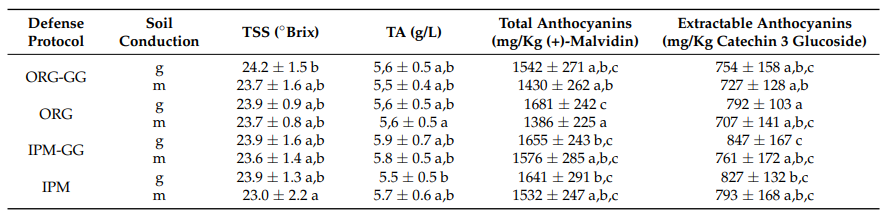 Defense Protocol Soil Conduction TSS (°Brix) TA (g/L) Total Anthocyanins (mg/Kg (+)-Malvidin) Extractable Anthocyanins (mg/Kg Catechin 3 Glucoside)
ORG-GG g 24.2 ± 1.5 b 5,6 ± 0.5 a,b 1542 ± 271 a,b,c 754 ± 158 a,b,c
m 23.7 ± 1.6 a,b 5,5 ± 0.4 a,b 1430 ± 262 a,b 727 ± 128 a,b
ORG g 23.9 ± 0.9 a,b 5,6 ± 0.5 a,b 1681 ± 242 c 792 ± 103 a
m 23.7 ± 0.8 a,b 5,6 ± 0.5 a 1386 ± 225 a 707 ± 141 a,b,c
IPM-GG g 23.9 ± 1.6 a,b 5.9 ± 0.7 a,b 1655 ± 243 b,c 847 ± 167 c
m 23.6 ± 1.4 a,b 5.8 ± 0.5 a,b 1576 ± 285 a,b,c 761 ± 172 a,b,c
IPM g 23.9 ± 1.3 a,b 5.5 ± 0.5 b 1641 ± 291 b,c 827 ± 132 b,c
m 23.0 ± 2.2 a 5.7 ± 0.6 a,b 1532 ± 247 a,b,c 793 ± 168 a,b,c